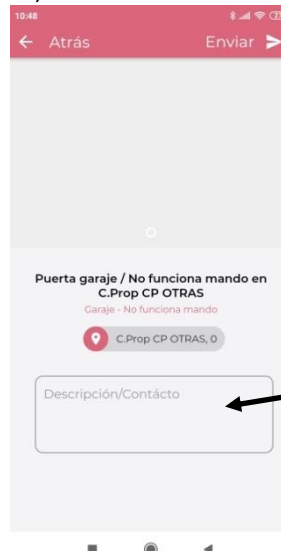 10:48
Atrás
Enviar
Puerta garaje / No funciona mando en
C.Prop CP OTRAS
Garaje - No funciona mando
C.Prop CP OTRAS, 0
Descripción/Contácto